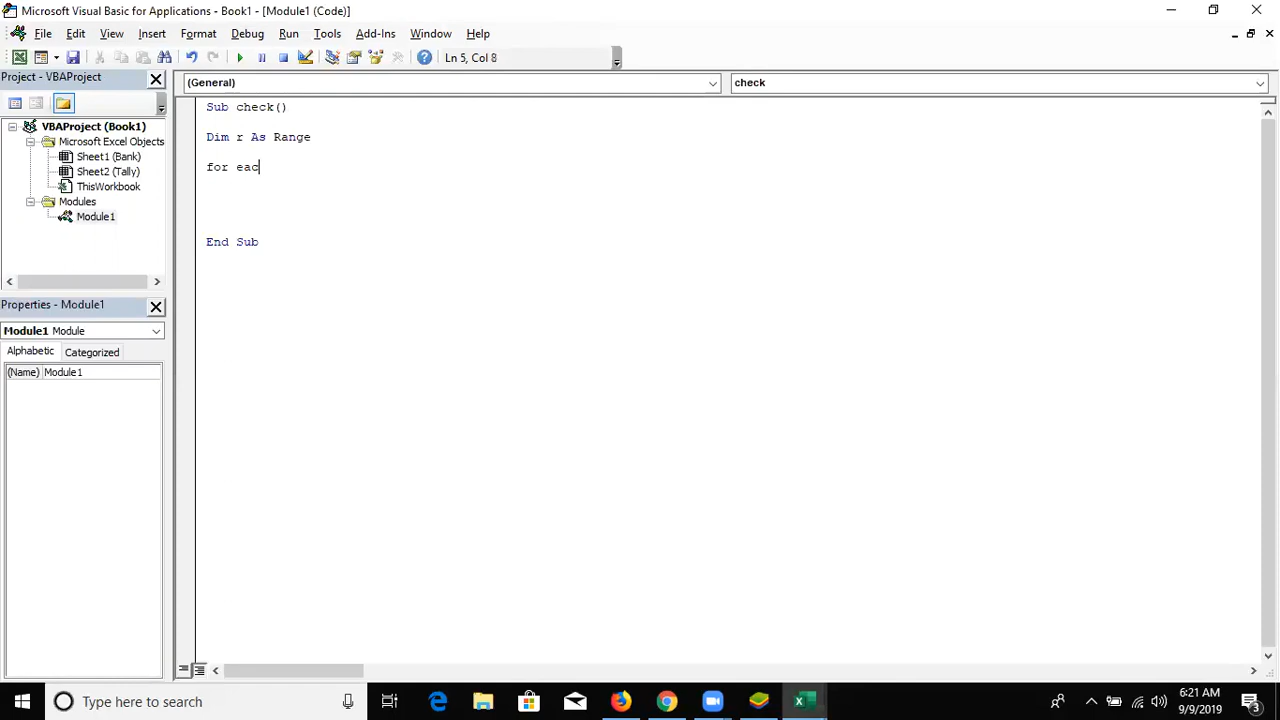 Microsoft Visual Basic for Applications - Book1 - [Module1 (Code)]
File Edit View Insert Format Debug Run Tools Add-Ins Window Help
Ln 5, Col 8
Project - VBAProject
(General) check
VBAProject (Book1)
Microsoft Excel Objects
Sheet1 (Bank)
Sheet2 (Tally)
ThisWorkbook
Modules
Module1
Sub check()
Dim r As Range
for eac
End Sub
Properties - Module1
Module1 Module
Alphabetic Categorized
(Name) Module1
Type here to search
6:21 AM
9/9/2019
3